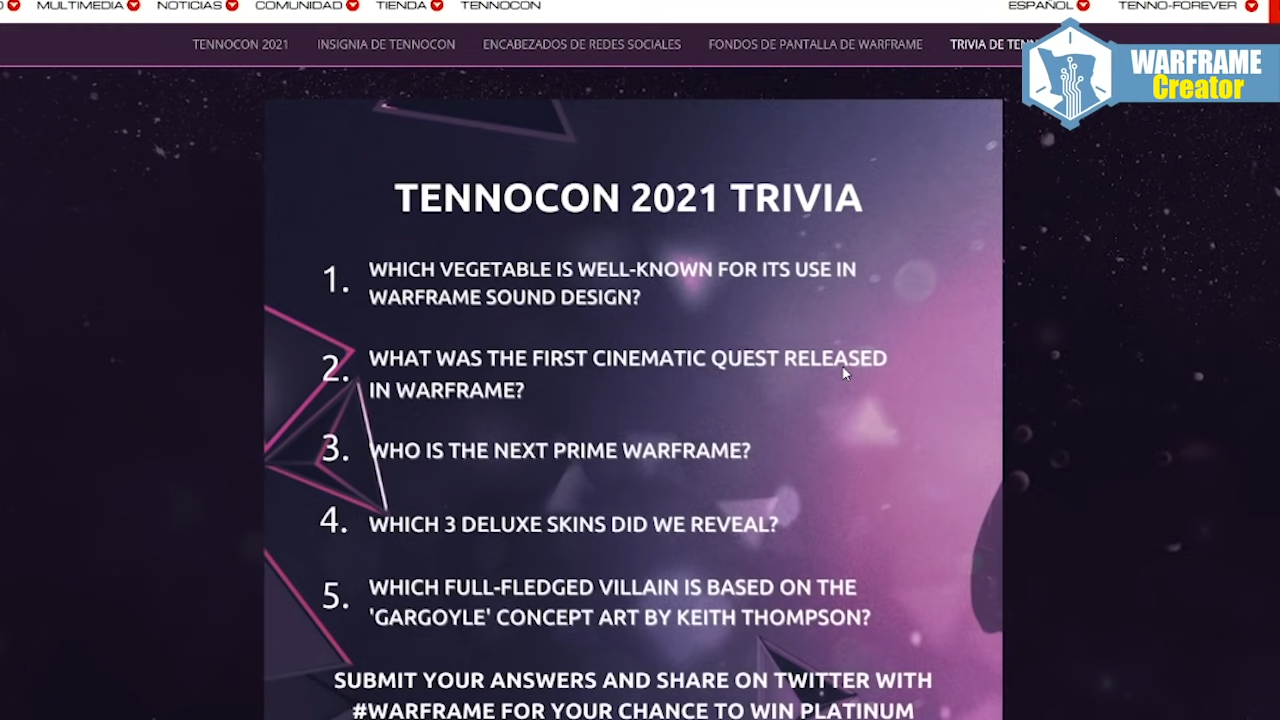 MULTIMEDIA NOTICIAS COMUNIDAD TIENDA TENNOCON ESPAÑOL TENNO-FOREVER
TENNOCON 2021 INSIGNIA DE TENNOCON ENCABEZADOS DE REDES SOCIALES FONDOS DE PANTALLA DE WARFRAME TRIVIA DE TENN
WARFRAME
Creator
TENNOCON 2021 TRIVIA
1. WHICH VEGETABLE IS WELL-KNOWN FOR ITS USE IN
WARFRAME SOUND DESIGN?
2. WHAT WAS THE FIRST CINEMATIC QUEST RELEASED
IN WARFRAME?
3. WHO IS THE NEXT PRIME WARFRAME?
4. WHICH 3 DELUXE SKINS DID WE REVEAL?
5. WHICH FULL-FLEDGED VILLAIN IS BASED ON THE
'GARGOYLE' CONCEPT ART BY KEITH THOMPSON?
SUBMIT YOUR ANSWERS AND SHARE ON TWITTER WITH
#WARFRAME FOR YOUR CHANCE TO WIN PLATINUM